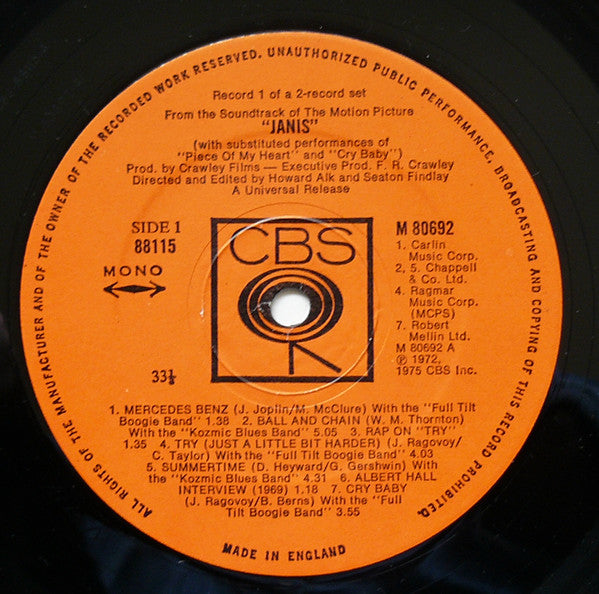 ALL RIGHTS OF THE MANUFACTURER AND OF THE OWNER OF THE RECORDED WORK RESERVED. UNAUTHORIZED PUBLIC PERFORMANCE, BROADCASTING AND COPYING OF THIS RECORD PROHIBITED.
Record 1 of a 2-record set
From the Soundtrack of The Motion Picture
"JANIS"
(with substituted performances of
"Piece Of My Heart" and "Cry Baby")
Prod. by Crawley Films — Executive Prod. F. R. Crawley
Directed and Edited by Howard Alk and Seaton Findlay
A Universal Release
SIDE 1
88115
MONO
33⅓
CBS
M 80692
1. Carlin
Music Corp.
2, 5. Chappell
& Co. Ltd.
4. Ragmar
Music Corp.
(MCPS)
7. Robert
Mellin Ltd.
M 80692 A
℗ 1972,
1975 CBS Inc.
1. MERCEDES BENZ (J. Joplin/M. McClure) With the "Full Tilt
Boogie Band" 1.38 2. BALL AND CHAIN (W. M. Thornton)
With the "Kozmic Blues Band" 5.05 3. RAP ON "TRY"
1.35 4. TRY (JUST A LITTLE BIT HARDER) (J. Ragovoy/
C. Taylor) With the "Full Tilt Boogie Band" 4.03
5. SUMMERTIME (D. Heyward/G. Gershwin) With
the "Kozmic Blues Band" 4.31 6. ALBERT HALL
INTERVIEW (1969) 1.18 7. CRY BABY
(J. Ragovoy/B. Berns) With the "Full
Tilt Boogie Band" 3.55
MADE IN ENGLAND